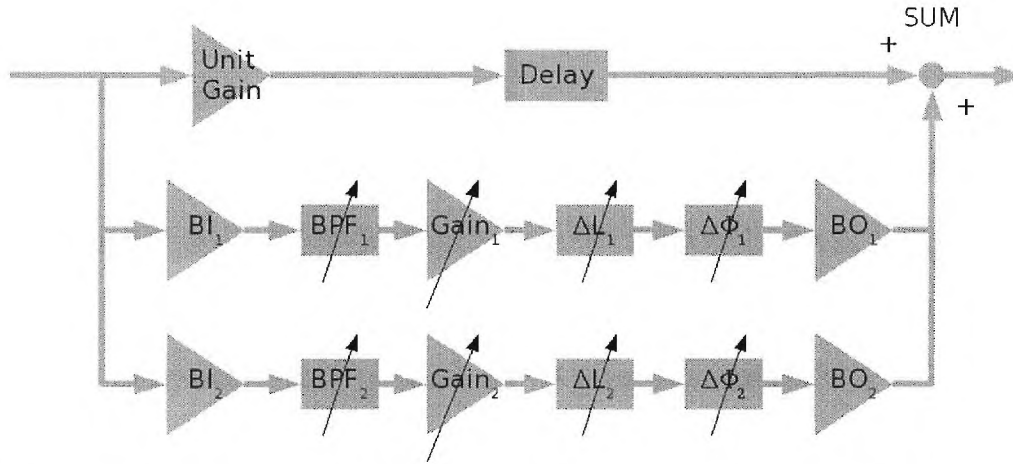 SUM
+
Unit
Gain
Delay
+
BI₁
BPF₁
Gain₁
ΔL₁
ΔΦ₁
BO₁
BI₂
BPF₂
Gain₂
ΔL₂
ΔΦ₂
BO₂